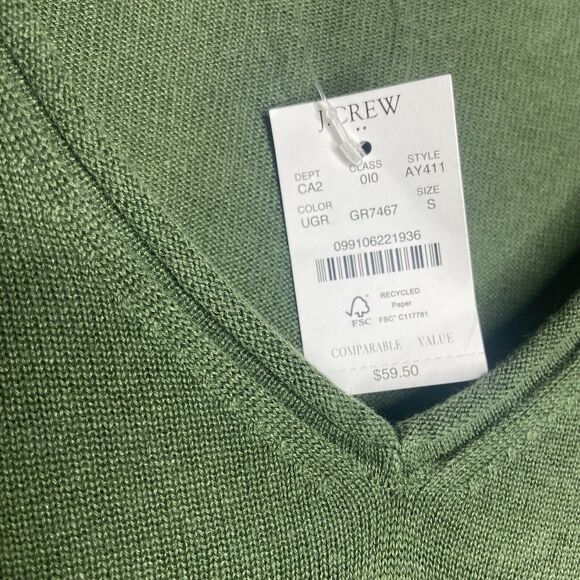 J.CREW
DEPT CLASS STYLE
CA2 0I0 AY411
COLOR SIZE
UGR GR7467 S
099106221936
RECYCLED
Paper
FSC FSC® C117781
COMPARABLE VALUE
$59.50